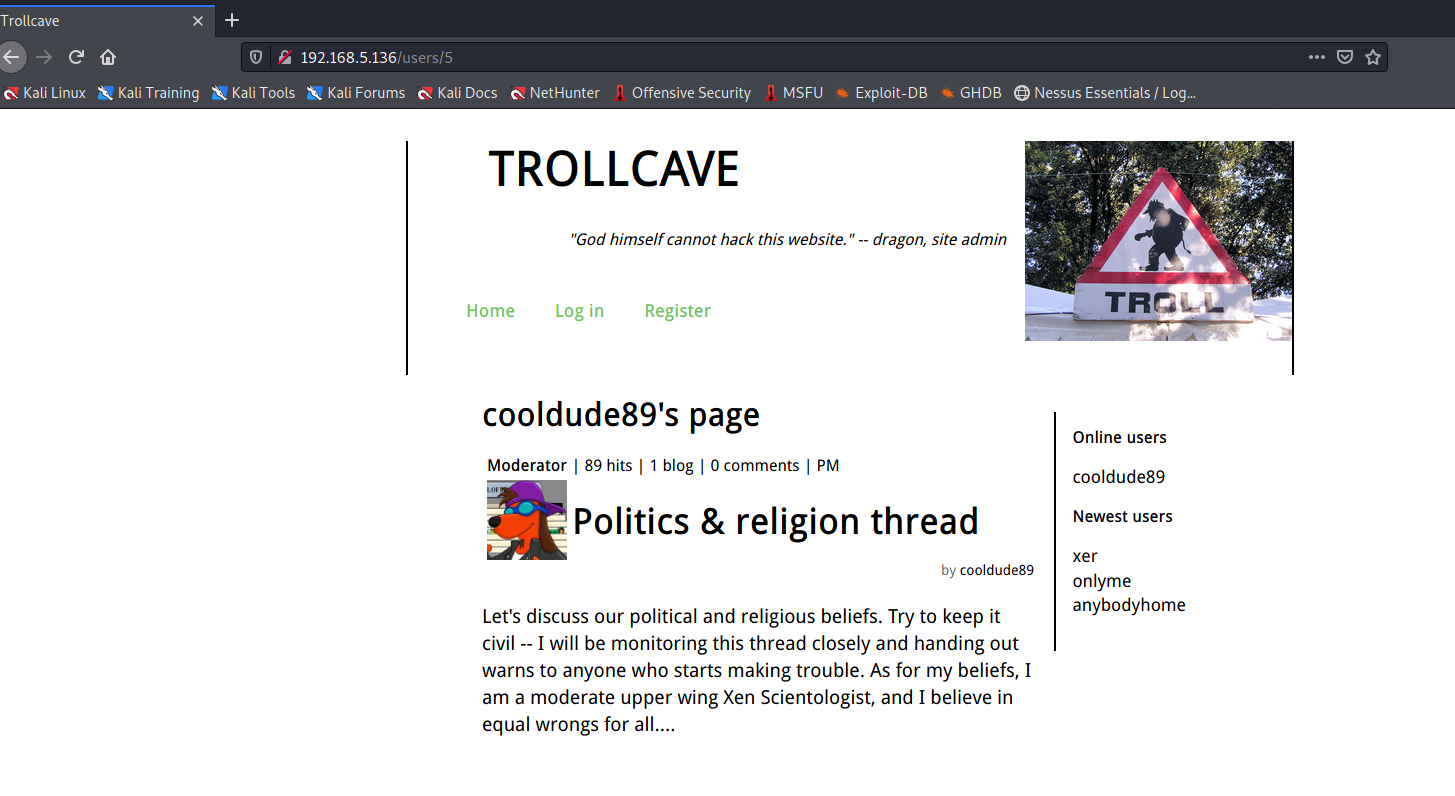 Trollcave
192.168.5.136/users/5
Kali Linux Kali Training Kali Tools Kali Forums Kali Docs NetHunter Offensive Security MSFU Exploit-DB GHDB Nessus Essentials / Log...
TROLLCAVE
"God himself cannot hack this website." -- dragon, site admin
TROLL
Home Log in Register
cooldude89's page
Moderator | 89 hits | 1 blog | 0 comments | PM
Politics & religion thread
by cooldude89
Let's discuss our political and religious beliefs. Try to keep it
civil -- I will be monitoring this thread closely and handing out
warns to anyone who starts making trouble. As for my beliefs, I
am a moderate upper wing Xen Scientologist, and I believe in
equal wrongs for all....
Online users
cooldude89
Newest users
xer
onlyme
anybodyhome